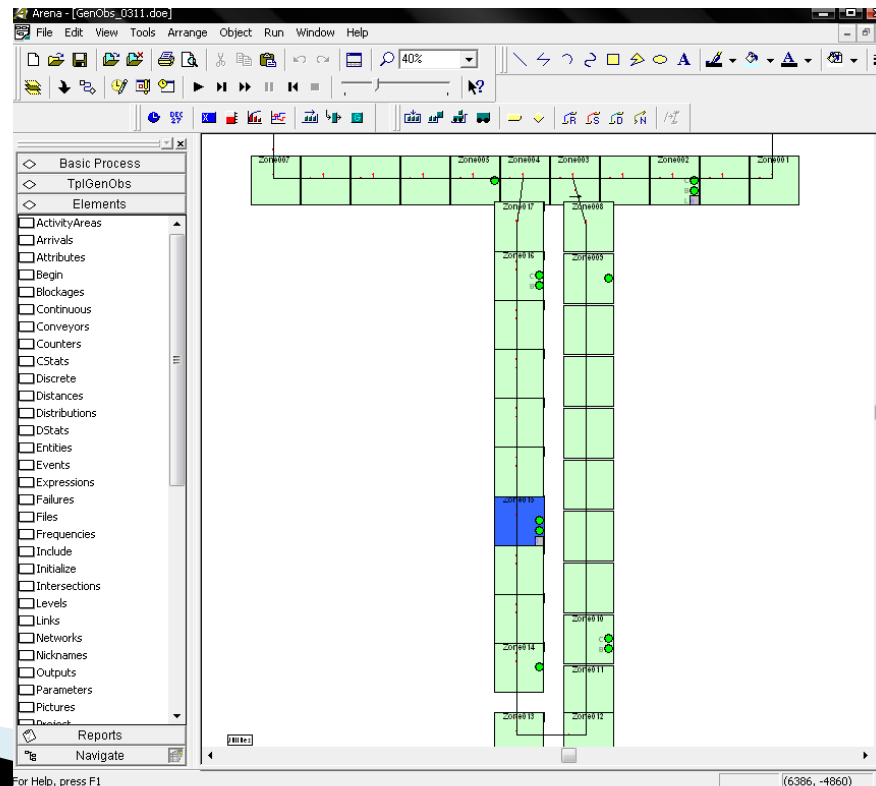 Arena - [GenObs_0311.doe]
File Edit View Tools Arrange Object Run Window Help
40%
Basic Process
TplGenObs
Elements
ActivityAreas
Arrivals
Attributes
Begin
Blockages
Continuous
Conveyors
Counters
CStats
Discrete
Distances
Distributions
DStats
Entities
Events
Expressions
Failures
Files
Frequencies
Include
Initialize
Intersections
Levels
Links
Networks
Nicknames
Outputs
Parameters
Pictures
Project
Reports
Navigate
Zone007 Zone005 Zone004 Zone003 Zone002 Zone001
Zone017 Zone008
Zone016 Zone009
Zone015
Zone010
Zone014 Zone011
Zone013 Zone012
For Help, press F1
(6386, -4860)